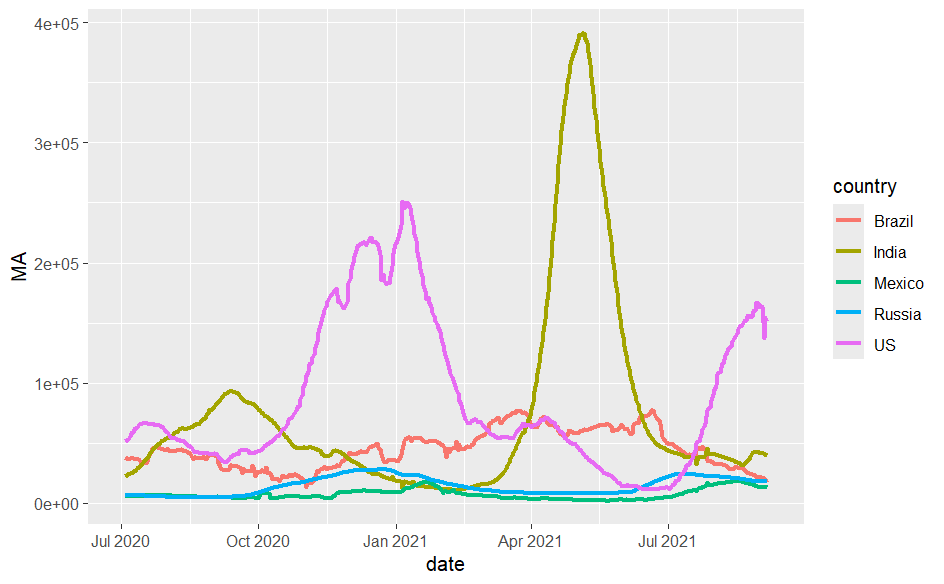 4e+05
3e+05
2e+05
1e+05
0e+00
MA
Jul 2020
Oct 2020
Jan 2021
Apr 2021
Jul 2021
date
country
Brazil
India
Mexico
Russia
US